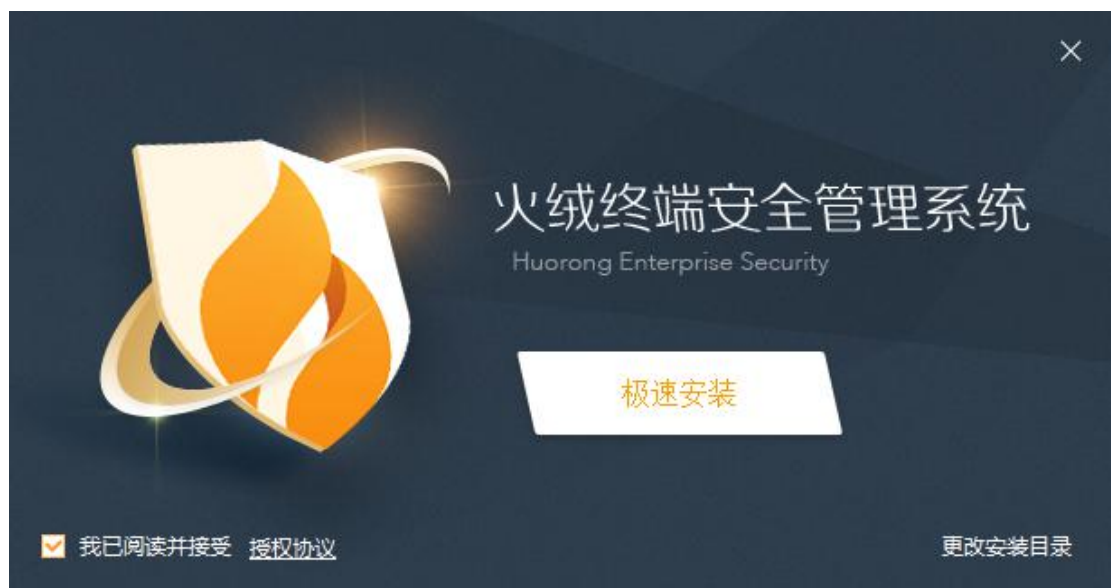 火绒终端安全管理系统
Huorong Enterprise Security
极速安装
我已阅读并接受 授权协议
更改安装目录